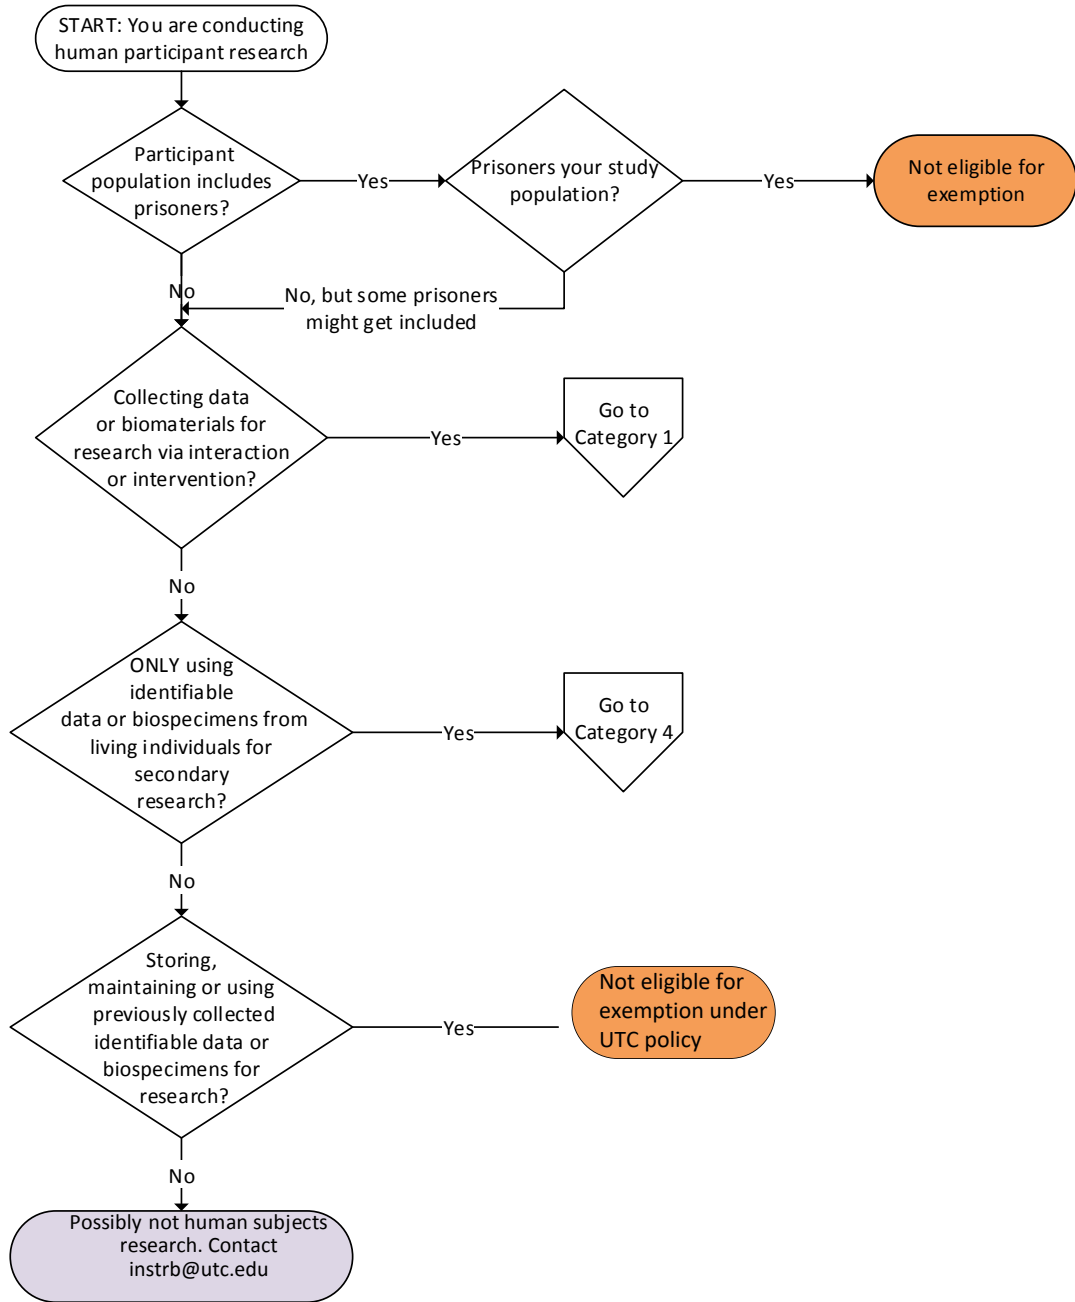 START: You are conducting
human participant research
Participant
population includes
prisoners?
Yes
Prisoners your study
population?
Yes
Not eligible for
exemption
No
No, but some prisoners
might get included
Collecting data
or biomaterials for
research via interaction
or intervention?
Yes
Go to
Category 1
No
ONLY using
identifiable
data or biospecimens from
living individuals for
secondary
research?
Yes
Go to
Category 4
No
Storing,
maintaining or using
previously collected
identifiable data or
biospecimens for
research?
Yes
Not eligible for
exemption under
UTC policy
No
Possibly not human subjects
research. Contact
instrb@utc.edu